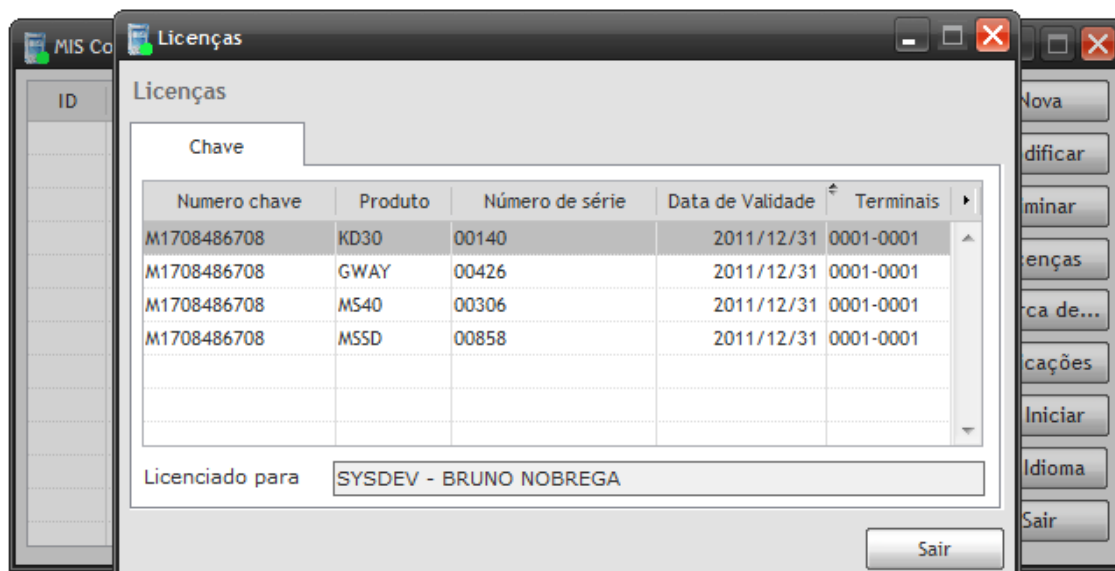 MIS Co
Licenças
ID
Licenças
Nova
Chave
dificar
Numero chave Produto Número de série Data de Validade Terminais
minar
M1708486708 KD30 00140 2011/12/31 0001-0001
M1708486708 GWAY 00426 2011/12/31 0001-0001
enças
M1708486708 MS40 00306 2011/12/31 0001-0001
rca de...
M1708486708 MSSD 00858 2011/12/31 0001-0001
icações
Iniciar
Licenciado para SYSDEV - BRUNO NOBREGA
Idioma
Sair
Sair